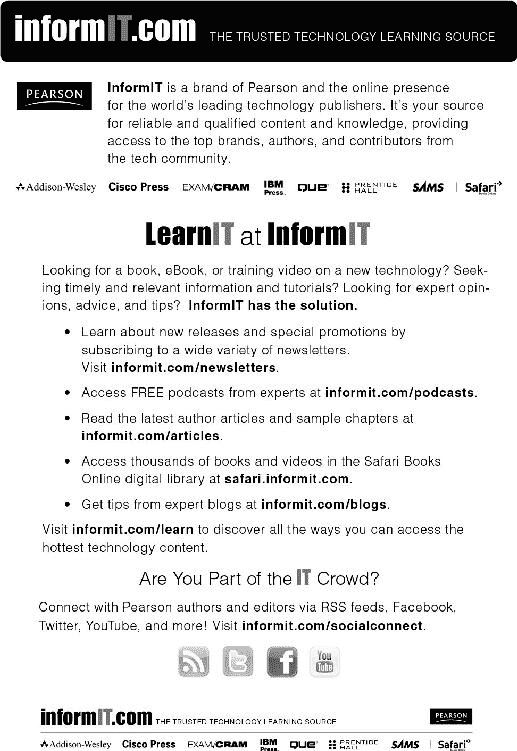 informIT.com THE TRUSTED TECHNOLOGY LEARNING SOURCE
PEARSON
InformIT is a brand of Pearson and the online presence
for the world's leading technology publishers. It's your source
for reliable and qualified content and knowledge, providing
access to the top brands, authors, and contributors from
the tech community.
Addison-Wesley Cisco Press EXAM/CRAM IBM Press. QUE PRENTICE HALL SAMS | Safari
LearnIT at InformIT
Looking for a book, eBook, or training video on a new technology? Seek-
ing timely and relevant information and tutorials? Looking for expert opin-
ions, advice, and tips? InformIT has the solution.
• Learn about new releases and special promotions by
subscribing to a wide variety of newsletters.
Visit informit.com/newsletters.
• Access FREE podcasts from experts at informit.com/podcasts.
• Read the latest author articles and sample chapters at
informit.com/articles.
• Access thousands of books and videos in the Safari Books
Online digital library at safari.informit.com.
• Get tips from expert blogs at informit.com/blogs.
Visit informit.com/learn to discover all the ways you can access the
hottest technology content.
Are You Part of the IT Crowd?
Connect with Pearson authors and editors via RSS feeds, Facebook,
Twitter, YouTube, and more! Visit informit.com/socialconnect.
t f You Tube
informIT.com THE TRUSTED TECHNOLOGY LEARNING SOURCE PEARSON
Addison-Wesley Cisco Press EXAM/CRAM IBM Press. QUE PRENTICE HALL SAMS | Safari